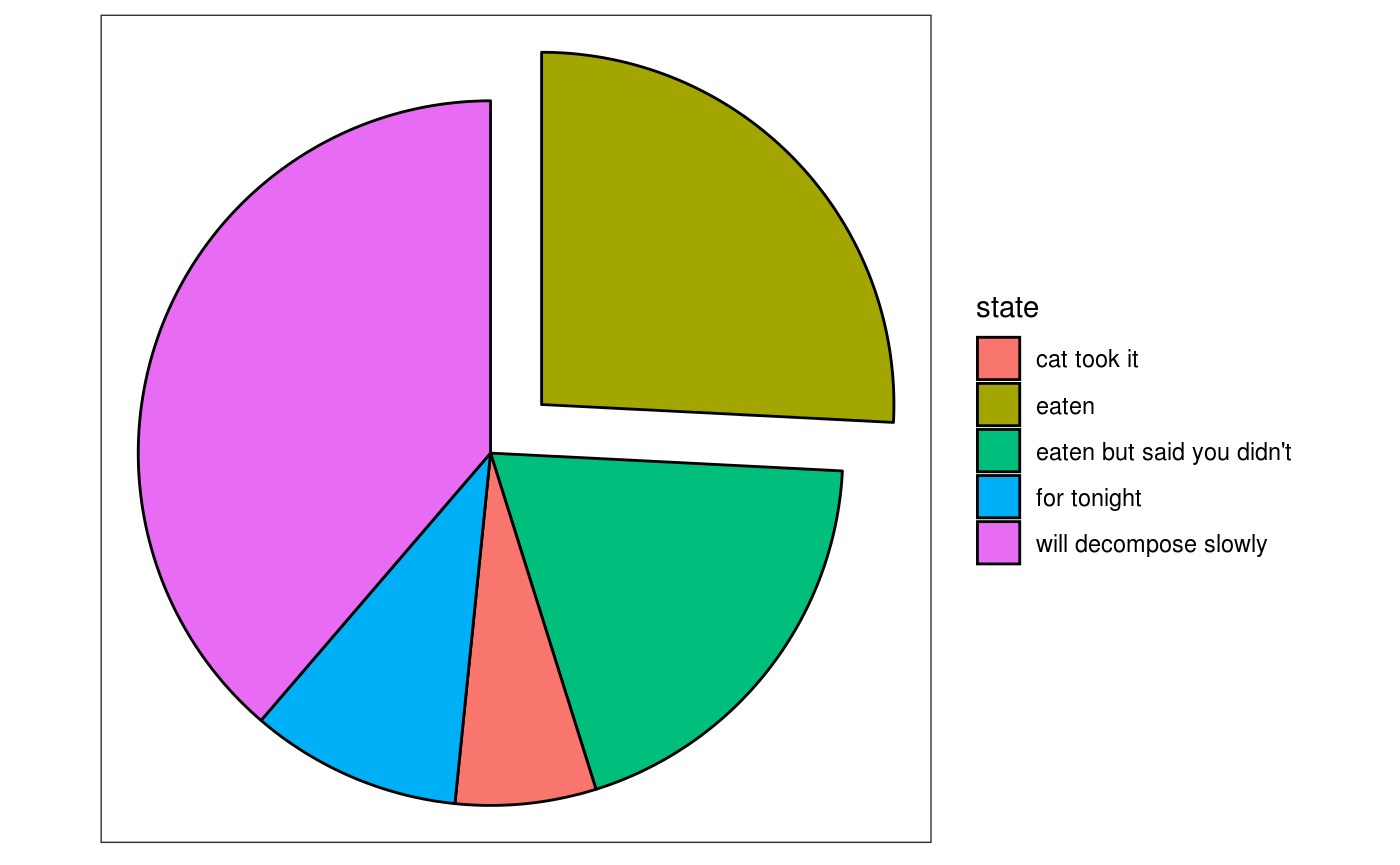 state
cat took it
eaten
eaten but said you didn't
for tonight
will decompose slowly